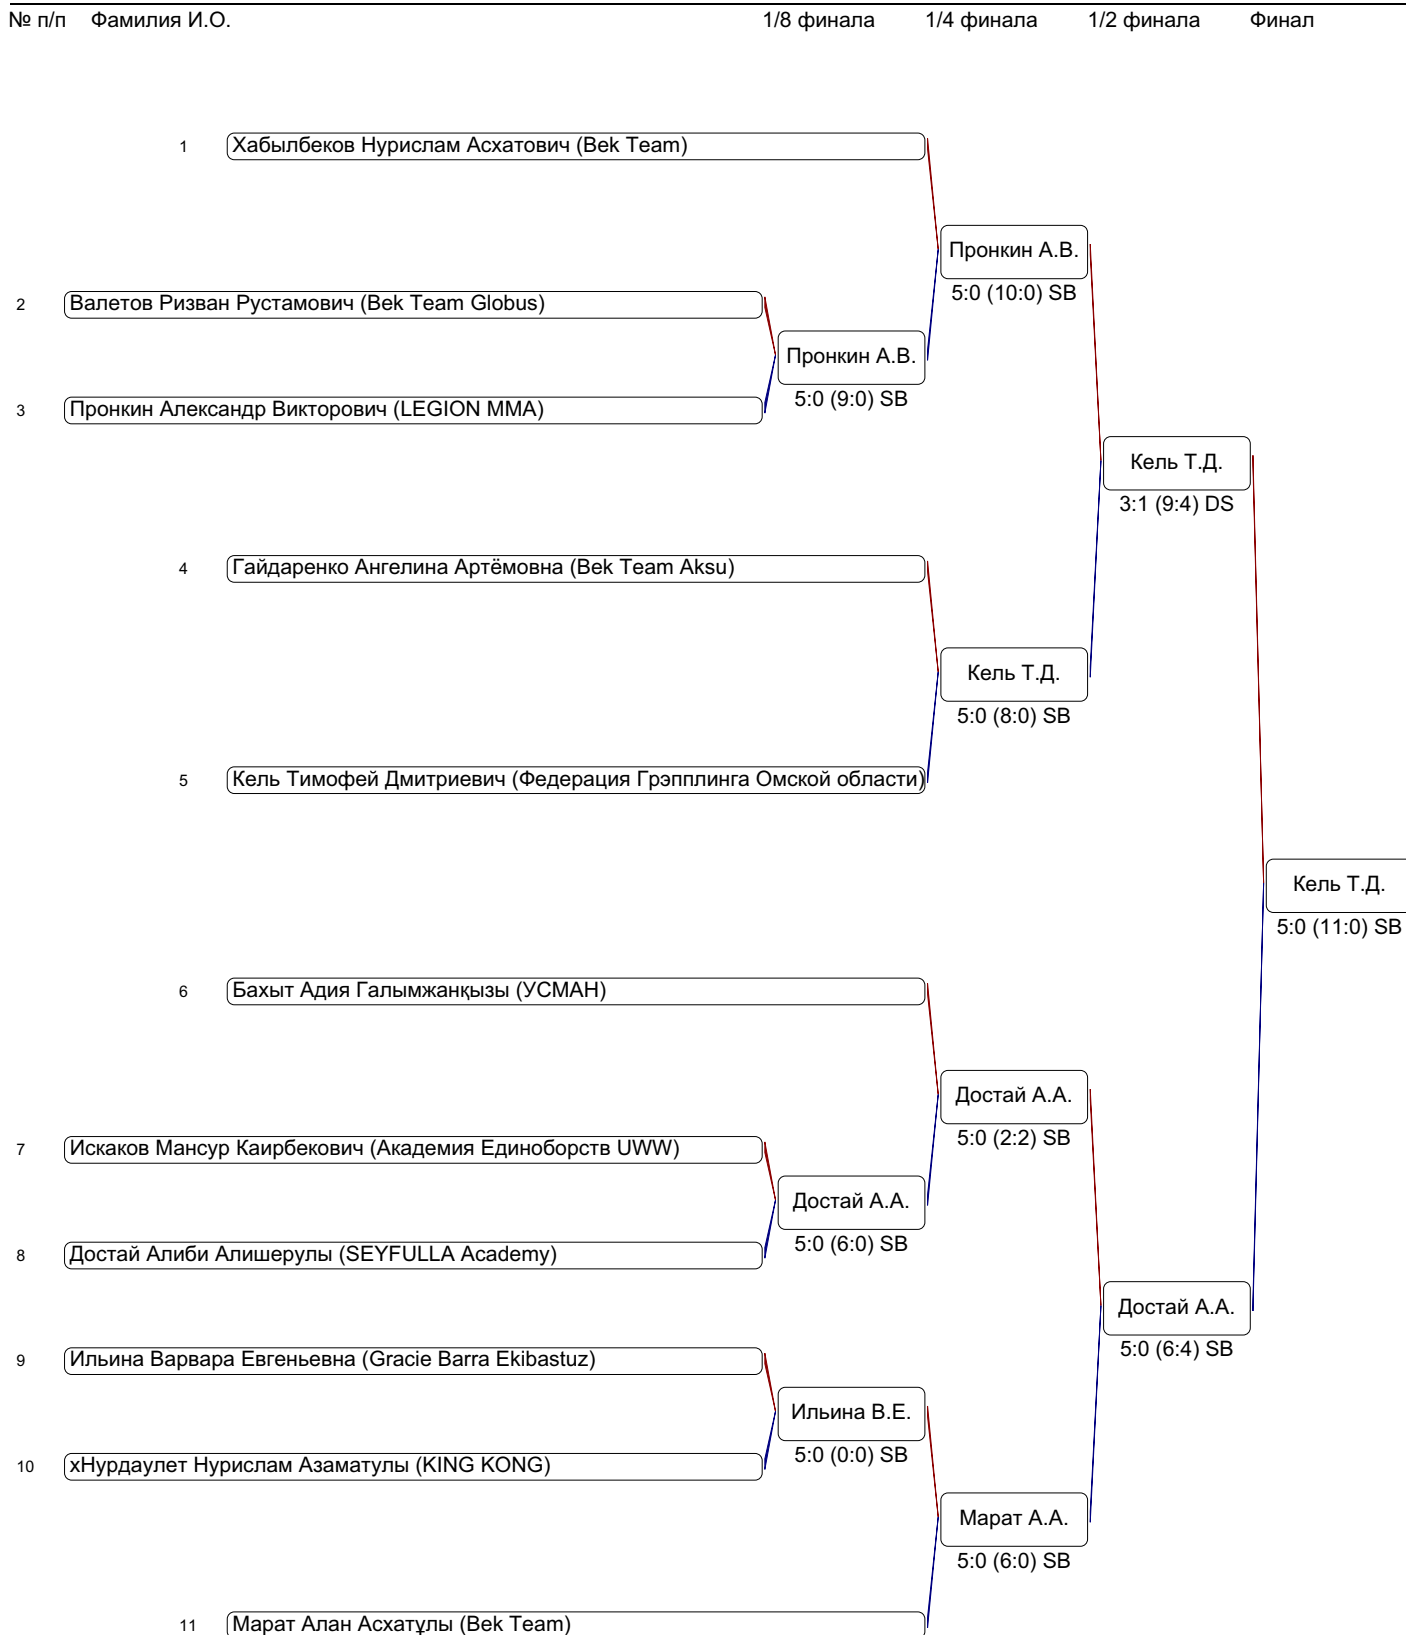 № п/п Фамилия И.О. 1/8 финала 1/4 финала 1/2 финала Финал
1 Хабылбеков Нурислам Асхатович (Bek Team)
Пронкин А.В.
5:0 (10:0) SB
2 Валетов Ризван Рустамович (Bek Team Globus)
Пронкин А.В.
5:0 (9:0) SB
3 Пронкин Александр Викторович (LEGION MMA)
Кель Т.Д.
3:1 (9:4) DS
4 Гайдаренко Ангелина Артёмовна (Bek Team Aksu)
Кель Т.Д.
5:0 (8:0) SB
5 Кель Тимофей Дмитриевич (Федерация Грэпплинга Омской области)
Кель Т.Д.
5:0 (11:0) SB
6 Бахыт Адия Галымжанқызы (УСМАН)
Достай А.А.
5:0 (2:2) SB
7 Искаков Мансур Каирбекович (Академия Единоборств UWW)
Достай А.А.
5:0 (6:0) SB
8 Достай Алиби Алишерулы (SEYFULLA Academy)
Достай А.А.
5:0 (6:4) SB
9 Ильина Варвара Евгеньевна (Gracie Barra Ekibastuz)
Ильина В.Е.
5:0 (0:0) SB
10 хНурдаулет Нурислам Азаматулы (KING KONG)
Марат А.А.
5:0 (6:0) SB
11 Марат Алан Асхатұлы (Bek Team)